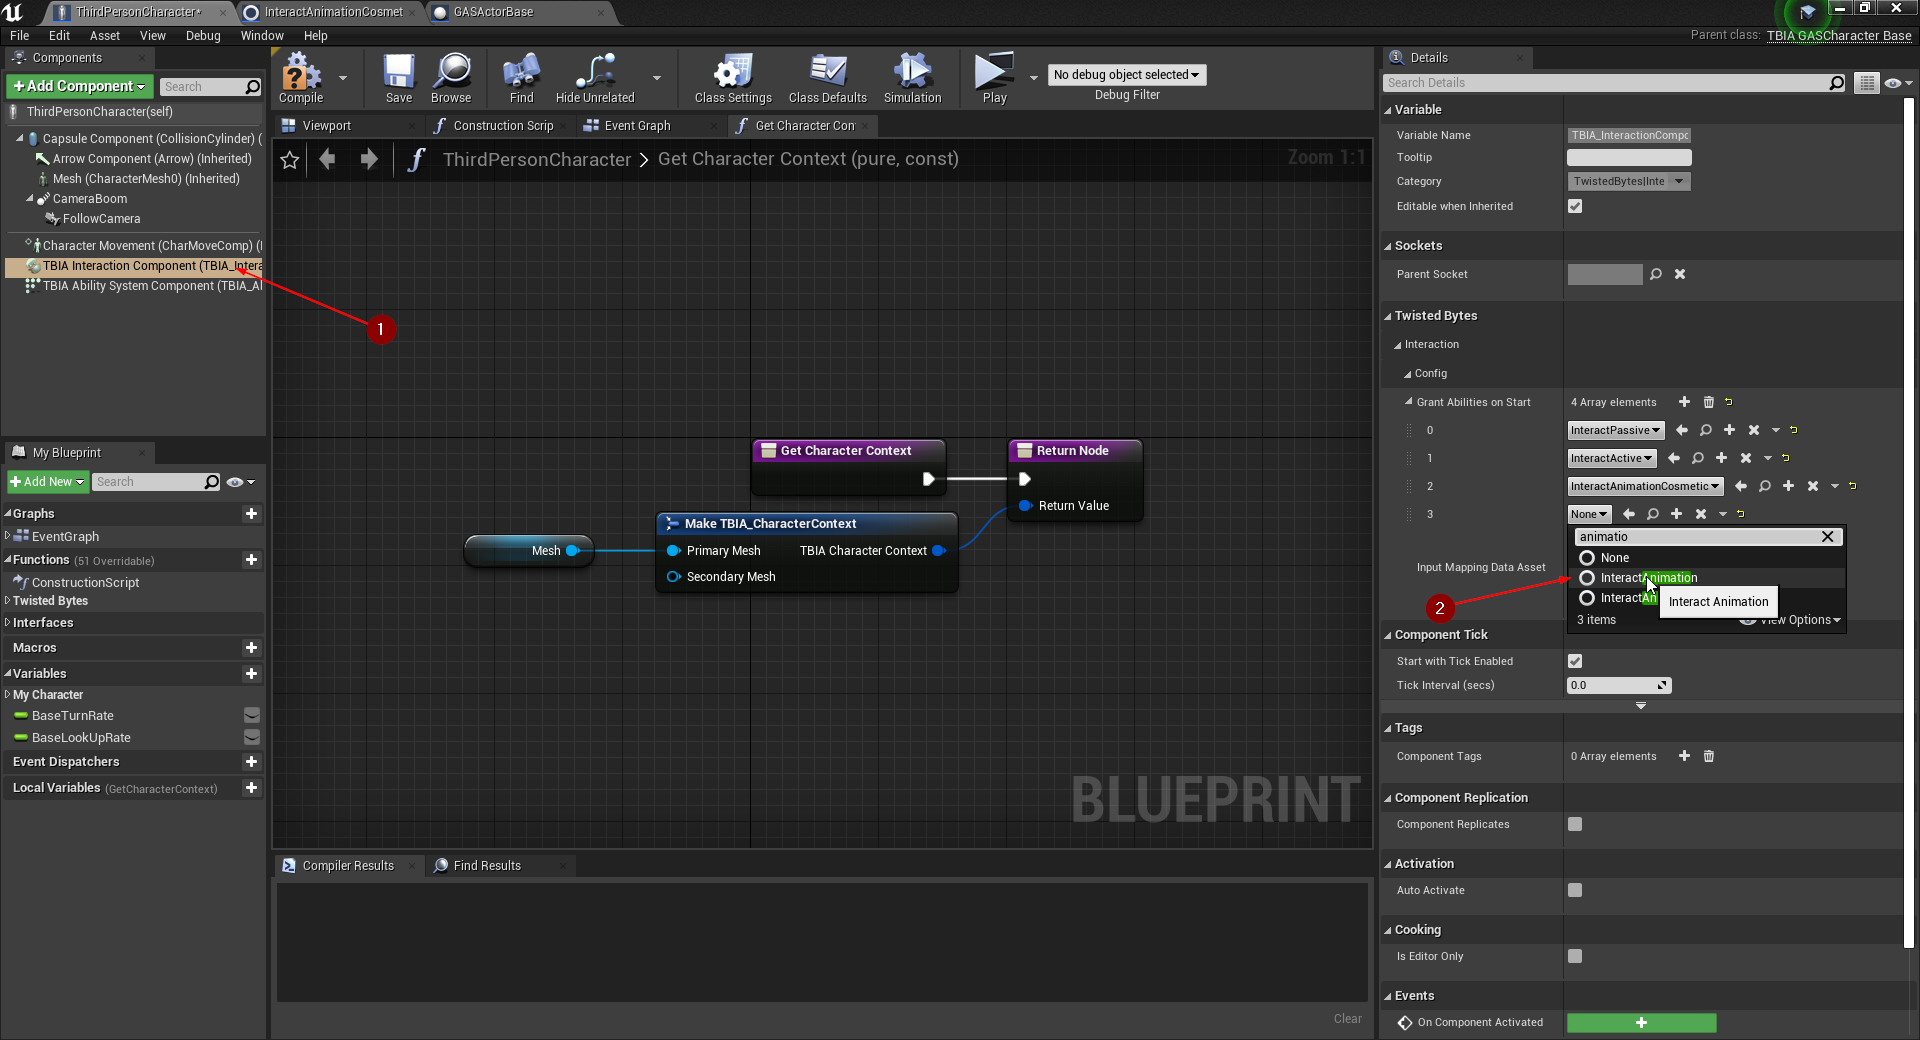 ThirdPersonCharacter*
InteractAnimationCosmet
GASActorBase
File Edit Asset View Debug Window Help
Parent class: TBIA GASCharacter Base
Components
+Add Component
Search
ThirdPersonCharacter(self)
Capsule Component (CollisionCylinder) (
Arrow Component (Arrow) (Inherited)
Mesh (CharacterMesh0) (Inherited)
CameraBoom
FollowCamera
Character Movement (CharMoveComp) (I
TBIA Interaction Component (TBIA_Intera
TBIA Ability System Component (TBIA_Al
1
My Blueprint
+Add New
Search
Graphs
EventGraph
Functions (51 Overridable)
ConstructionScript
Twisted Bytes
Interfaces
Macros
Variables
My Character
BaseTurnRate
BaseLookUpRate
Event Dispatchers
Local Variables (GetCharacterContext)
Compile
Save
Browse
Find
Hide Unrelated
Class Settings
Class Defaults
Simulation
Play
No debug object selected
Debug Filter
Viewport
Construction Scrip
Event Graph
Get Character Con
ThirdPersonCharacter > Get Character Context (pure, const)
Zoom 1:1
Get Character Context
Return Node
Return Value
Make TBIA_CharacterContext
Mesh
Primary Mesh
TBIA Character Context
Secondary Mesh
BLUEPRINT
Compiler Results
Find Results
Clear
Details
Search Details
Variable
Variable Name
TBIA_InteractionCompo
Tooltip
Category
TwistedBytes|Inte
Editable when Inherited
Sockets
Parent Socket
Twisted Bytes
Interaction
Config
Grant Abilities on Start
4 Array elements
0
InteractPassive
1
InteractActive
2
InteractAnimationCosmetic
3
None
animatio
None
InteractAnimation
InteractAn
Interact Animation
3 items
View Options
2
Input Mapping Data Asset
Component Tick
Start with Tick Enabled
Tick Interval (secs)
0.0
Tags
Component Tags
0 Array elements
Component Replication
Component Replicates
Activation
Auto Activate
Cooking
Is Editor Only
Events
On Component Activated
+